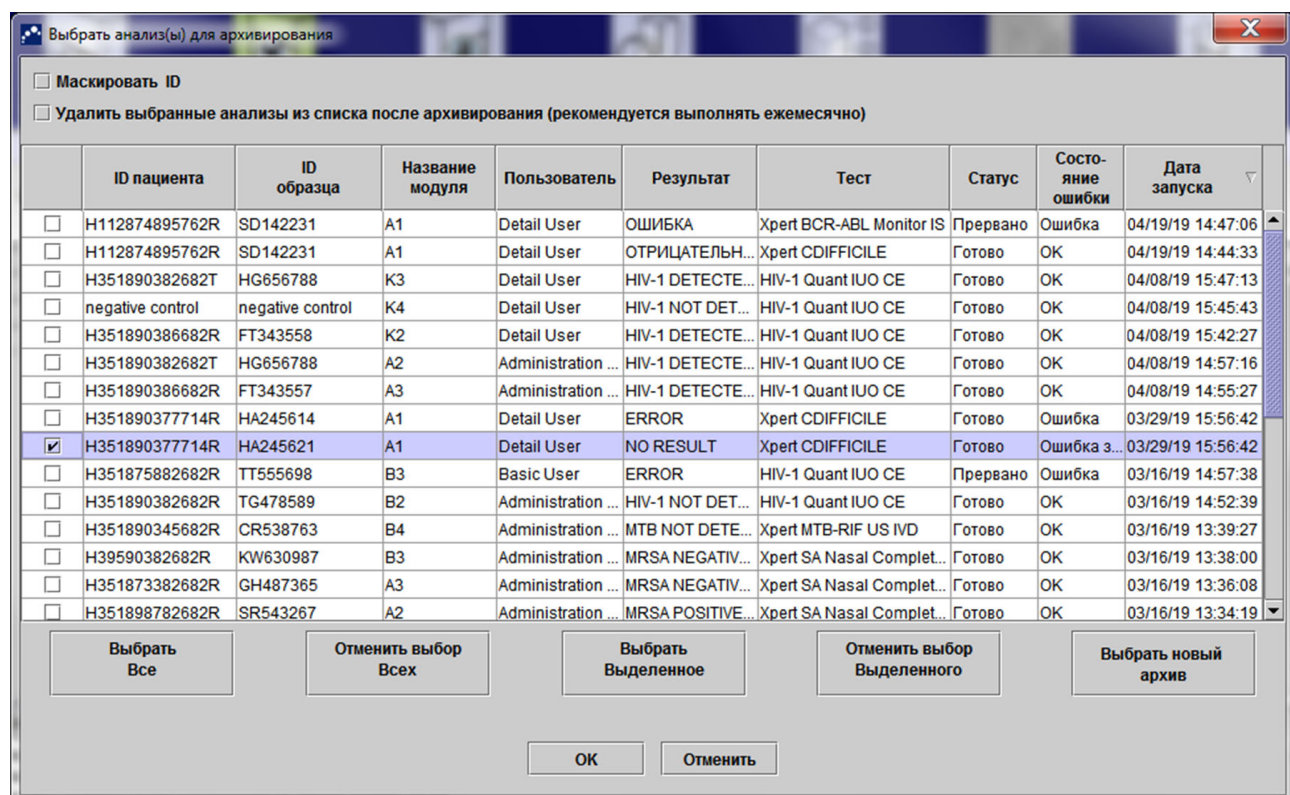 Выбрать анализ(ы) для архивирования
Маскировать ID
Удалить выбранные анализы из списка после архивирования (рекомендуется выполнять ежемесячно)
ID пациента ID образца Название модуля Пользователь Результат Тест Статус Состо-яние ошибки Дата запуска
H112874895762R SD142231 A1 Detail User ОШИБКА Xpert BCR-ABL Monitor IS Прервано Ошибка 04/19/19 14:47:06
H112874895762R SD142231 A1 Detail User ОТРИЦАТЕЛЬН... Xpert CDIFFICILE Готово OK 04/19/19 14:44:33
H351890382682T HG656788 K3 Detail User HIV-1 DETECTE... HIV-1 Quant IUO CE Готово OK 04/08/19 15:47:13
negative control negative control K4 Detail User HIV-1 NOT DET... HIV-1 Quant IUO CE Готово OK 04/08/19 15:45:43
H351890386682R FT343558 K2 Detail User HIV-1 DETECTE... HIV-1 Quant IUO CE Готово OK 04/08/19 15:42:27
H351890382682T HG656788 A2 Administration ... HIV-1 DETECTE... HIV-1 Quant IUO CE Готово OK 04/08/19 14:57:16
H351890386682R FT343557 A3 Administration ... HIV-1 DETECTE... HIV-1 Quant IUO CE Готово OK 04/08/19 14:55:27
H351890377714R HA245614 A1 Detail User ERROR Xpert CDIFFICILE Готово Ошибка 03/29/19 15:56:42
H351890377714R HA245621 A1 Detail User NO RESULT Xpert CDIFFICILE Готово Ошибка з... 03/29/19 15:56:42
H351875882682R TT555698 B3 Basic User ERROR HIV-1 Quant IUO CE Прервано Ошибка 03/16/19 14:57:38
H351890382682R TG478589 B2 Administration ... HIV-1 NOT DET... HIV-1 Quant IUO CE Готово OK 03/16/19 14:52:39
H351890345682R CR538763 B4 Administration ... MTB NOT DETE... Xpert MTB-RIF US IVD Готово OK 03/16/19 13:39:27
H39590382682R KW630987 B3 Administration ... MRSA NEGATIV... Xpert SA Nasal Complet... Готово OK 03/16/19 13:38:00
H351873382682R GH487365 A3 Administration ... MRSA NEGATIV... Xpert SA Nasal Complet... Готово OK 03/16/19 13:36:08
H351898782682R SR543267 A2 Administration ... MRSA POSITIVE... Xpert SA Nasal Complet... Готово OK 03/16/19 13:34:19
Выбрать Все Отменить выбор Всех Выбрать Выделенное Отменить выбор Выделенного Выбрать новый архив
OK Отменить